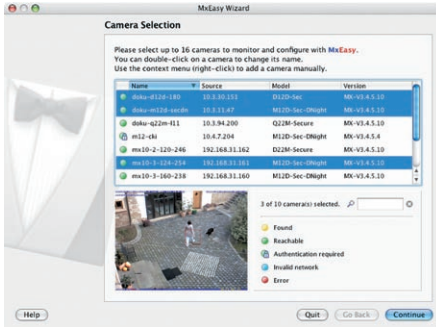 MxEasy Wizard
Camera Selection
Please select up to 16 cameras to monitor and configure with MxEasy.
You can double-click on a camera to change its name.
Use the context menu (right-click) to add a camera manually.
Name Source Model Version
doku-d12d-180 10.3.30.151 D12D-Sec MX-V3.4.5.10
doku-m12d-secdn 10.3.11.47 M12D-Sec-DNight MX-V3.4.5.10
doku-q22m-f11 10.3.94.200 Q22M-Secure MX-V3.4.5.10
m12-cki 10.4.7.204 M12D-Sec-DNight MX-V3.4.5.4
mx10-2-120-246 192.168.31.162 D22M-Secure MX-V3.4.5.10
mx10-3-124-254 192.168.31.161 M12D-Sec-DNight MX-V3.4.5.10
mx10-3-160-238 192.168.31.160 M12D-Sec-DNight MX-V3.4.5.10
3 of 10 camera(s) selected.
Found
Reachable
Authentication required
Invalid network
Error
Help Quit Go Back Continue